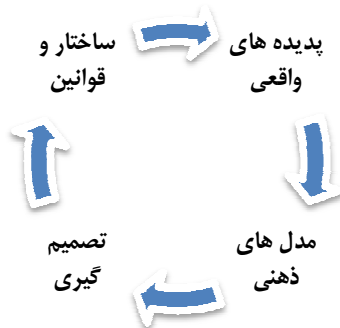 پدیده های
واقعی
ساختار و
قوانین
مدل های
ذهنی
تصمیم
گیری